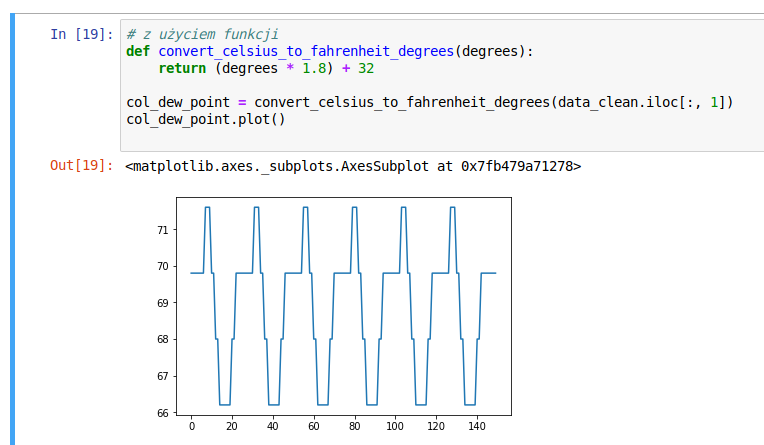 In [19]: # z użyciem funkcji
def convert_celsius_to_fahrenheit_degrees(degrees):
    return (degrees * 1.8) + 32

col_dew_point = convert_celsius_to_fahrenheit_degrees(data_clean.iloc[:, 1])
col_dew_point.plot()
Out[19]: <matplotlib.axes._subplots.AxesSubplot at 0x7fb479a71278>
71
70
69
68
67
66
0 20 40 60 80 100 120 140